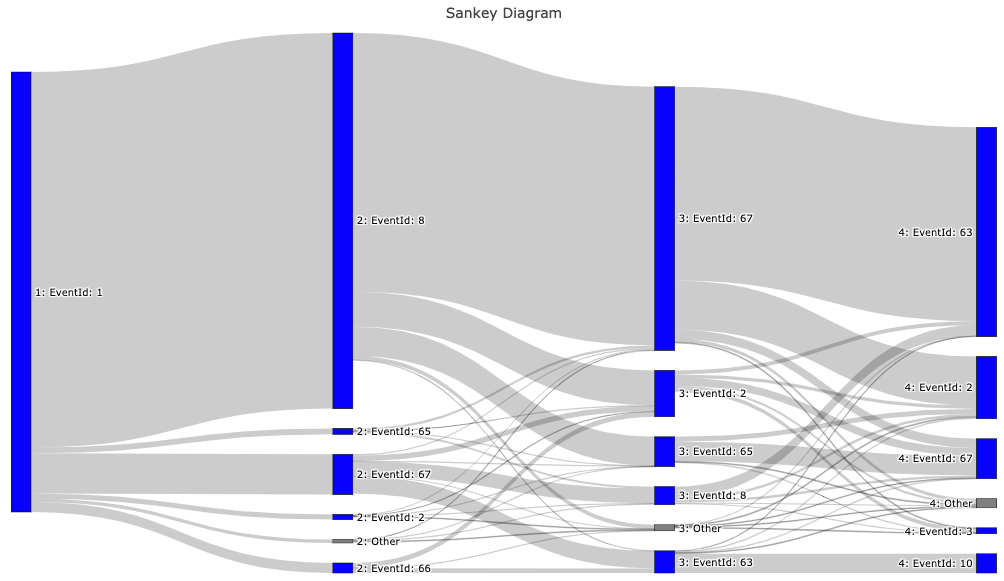 Sankey Diagram
1: EventId: 1
2: EventId: 8
2: EventId: 65
2: EventId: 67
2: EventId: 2
2: Other
2: EventId: 66
3: EventId: 67
3: EventId: 2
3: EventId: 65
3: EventId: 8
3: Other
3: EventId: 63
4: EventId: 63
4: EventId: 2
4: EventId: 67
4: Other
4: EventId: 3
4: EventId: 10